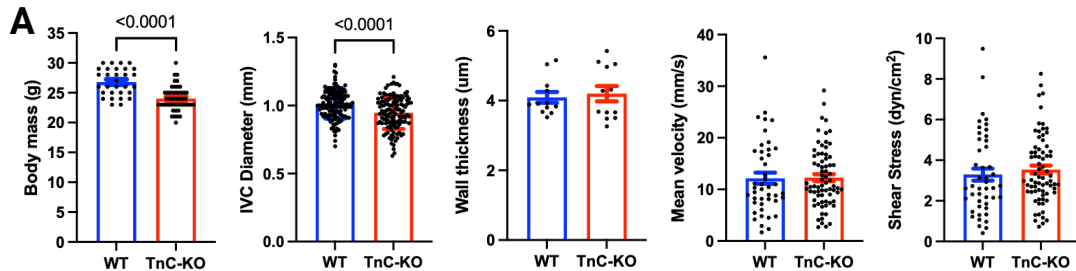 A
<0.0001
Body mass (g)
35
30
25
20
15
10
5
0
WT TnC-KO
<0.0001
IVC Diameter (mm)
1.5
1.0
0.5
0.0
WT TnC-KO
Wall thickness (um)
6
4
2
0
WT TnC-KO
Mean velocity (mm/s)
40
30
20
10
0
WT TnC-KO
Shear Stress (dyn/cm²)
10
8
6
4
2
0
WT TnC-KO